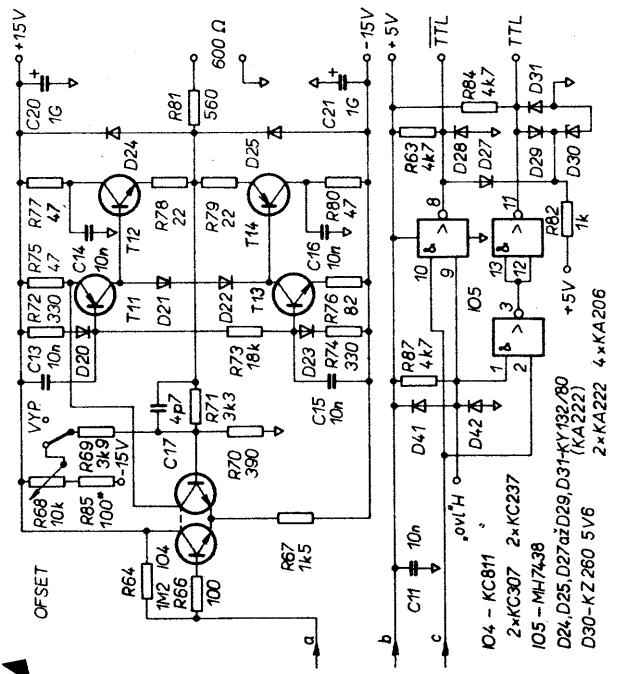 +15V
C20
1G
+
D24
R81
560
600 Ω
D25
C21
1G
+
-15V
R77
47
C14
10n
T12
R78
22
R79
22
T14
C16
10n
R80
47
R75
47
R72
330
T11
D21
D22
T13
R76
82
C13
10n
D20
R73
18k
D23
R74
330
C15
10n
VYP.
R69
3k9
C17
4p7
R71
3k3
R70
390
R68
10k
R85
100*
-15V
OFSET
R64
1M2
IO4
R66
100
R67
1k5
a
+5V
TTL
TTL
R63
4k7
D28
D27
R84
4k7
D31
D29
D30
8
11
&
>
10
9
IO5
13
12
&
>
R82
1k
+5V
3
&
>
1
2
R87
4k7
D41
D42
„ovl"H
C11
10n
b
c
IO4 - KC811
2×KC307 2×KC237
IO5 - MH7438
D24,D25,D27až D29,D31-KY132/80
(KA222)
D30-KZ260 5V6 2×KA222 4×KA206